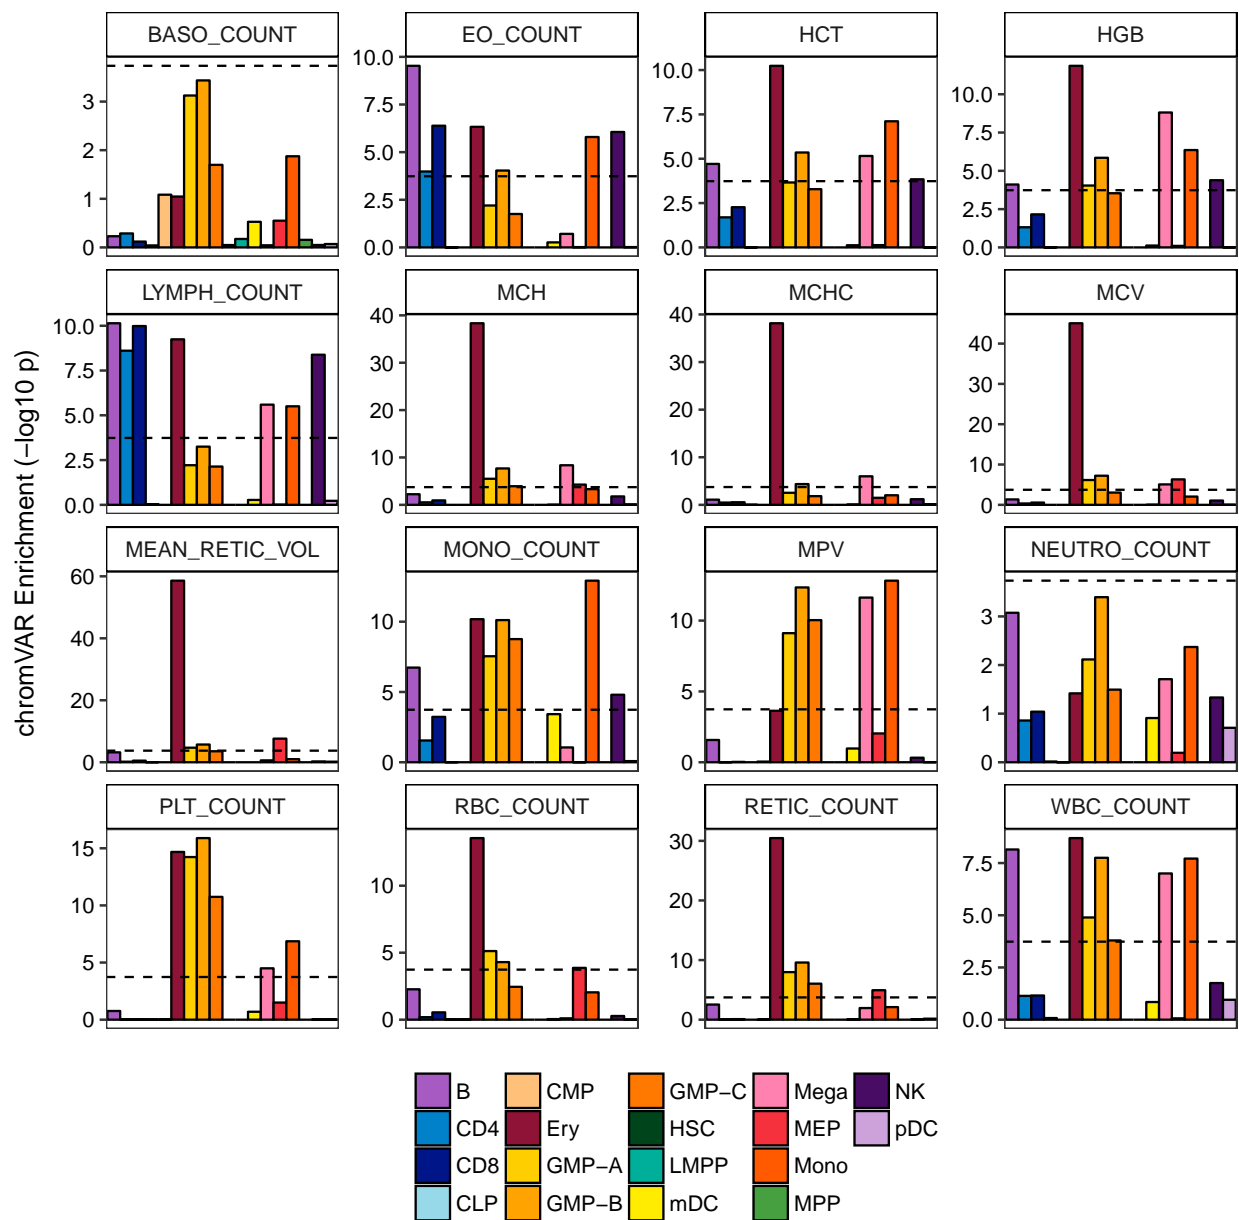 BASO_COUNT EO_COUNT HCT HGB
3 2 1 0
10.0 7.5 5.0 2.5 0.0
10.0 7.5 5.0 2.5 0.0
10.0 7.5 5.0 2.5 0.0
LYMPH_COUNT MCH MCHC MCV
10.0 7.5 5.0 2.5 0.0
40 30 20 10 0
40 30 20 10 0
40 30 20 10 0
chromVAR Enrichment (−log10 p)
MEAN_RETIC_VOL MONO_COUNT MPV NEUTRO_COUNT
60 40 20 0
10 5 0
10 5 0
3 2 1 0
PLT_COUNT RBC_COUNT RETIC_COUNT WBC_COUNT
15 10 5 0
10 5 0
30 20 10 0
7.5 5.0 2.5 0.0
B CMP GMP−C Mega NK
CD4 Ery HSC MEP pDC
CD8 GMP−A LMPP Mono
CLP GMP−B mDC MPP